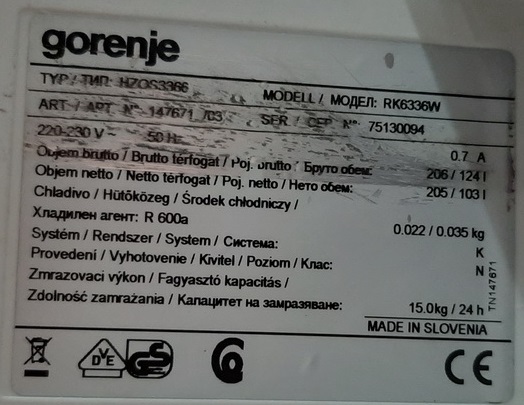 gorenje
TYP / ТИП: HZOS3366 MODELL / МОДЕЛ: RK6336W
ART / АРТ. Nº: 147671 /03 SER / СЕР Nº: 75130094
220-230 V ~ 50 Hz 0.7 A
Objem brutto / Brutto térfogat / Poj. brutto / Бруто обем: 206 / 124 l
Objem netto / Netto térfogat / Poj. netto / Нето обем: 205 / 103 l
Chladivo / Hűtőközeg / Środek chłodniczy /
Хладилен агент: R 600a 0.022 / 0.035 kg
Systém / Rendszer / System / Система: K
Provedení / Vyhotovenie / Kivitel / Poziom / Клас: N
Zmrazovaci výkon / Fagyasztó kapacitás /
Zdolność zamrażania / Капацитет на замразяване: 15.0kg / 24 h
MADE IN SLOVENIA
TN147671
DVE GS CE